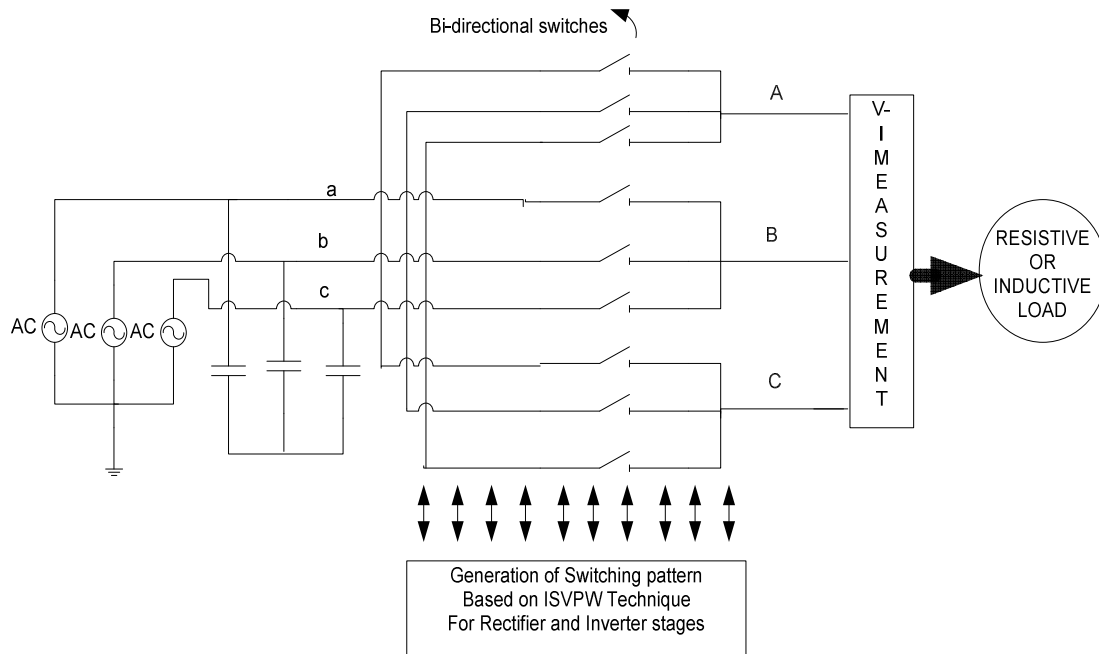 Bi-directional switches
A
a
B
b
c
AC
AC
AC
C
V-
I
M
E
A
S
U
R
E
M
E
N
T
RESISTIVE
OR
INDUCTIVE
LOAD
Generation of Switching pattern
Based on ISVPW Technique
For Rectifier and Inverter stages